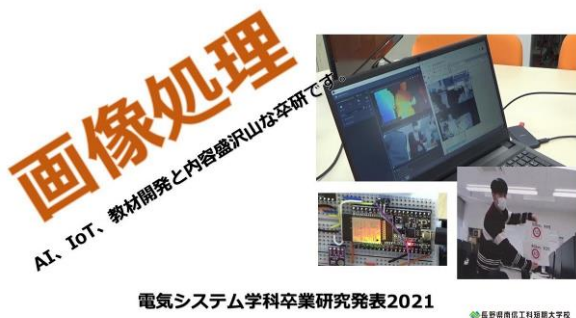 画像処理
AI、IoT、教材開発と内容盛沢山な卒研です。
電気システム学科卒業研究発表2021
長野県南信工科短期大学校